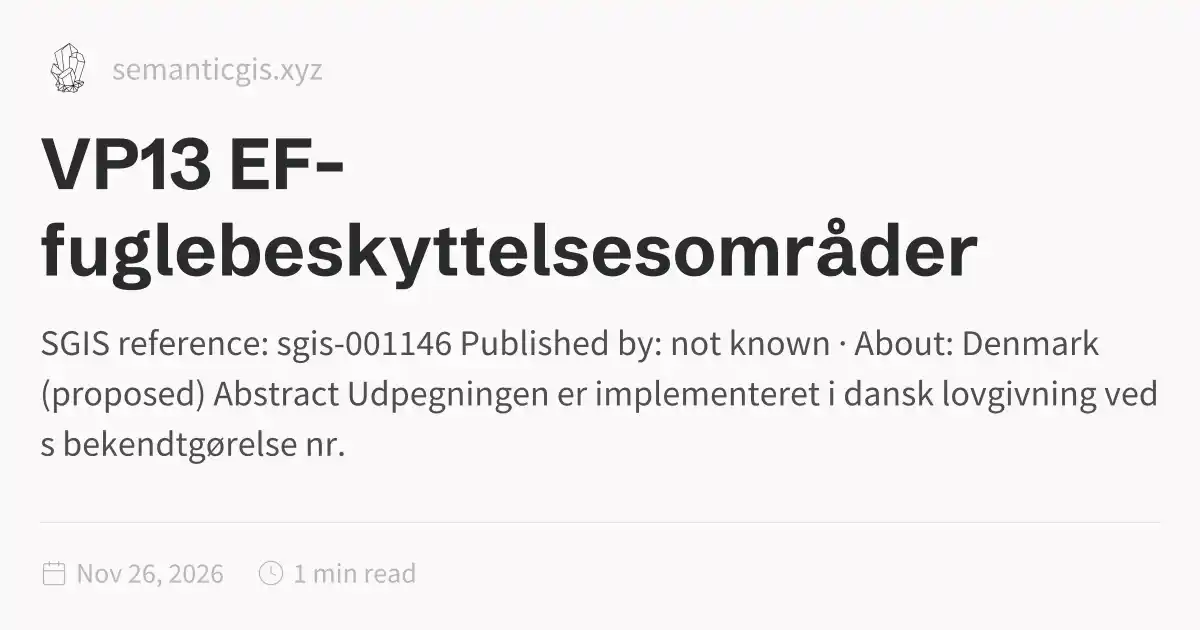 semanticgis.xyz
VP13 EF-
fuglebeskyttelsesområder
SGIS reference: sgis-001146 Published by: not known · About: Denmark
(proposed) Abstract Udpegningen er implementeret i dansk lovgivning ved
s bekendtgørelse nr.
Nov 26, 2026 1 min read